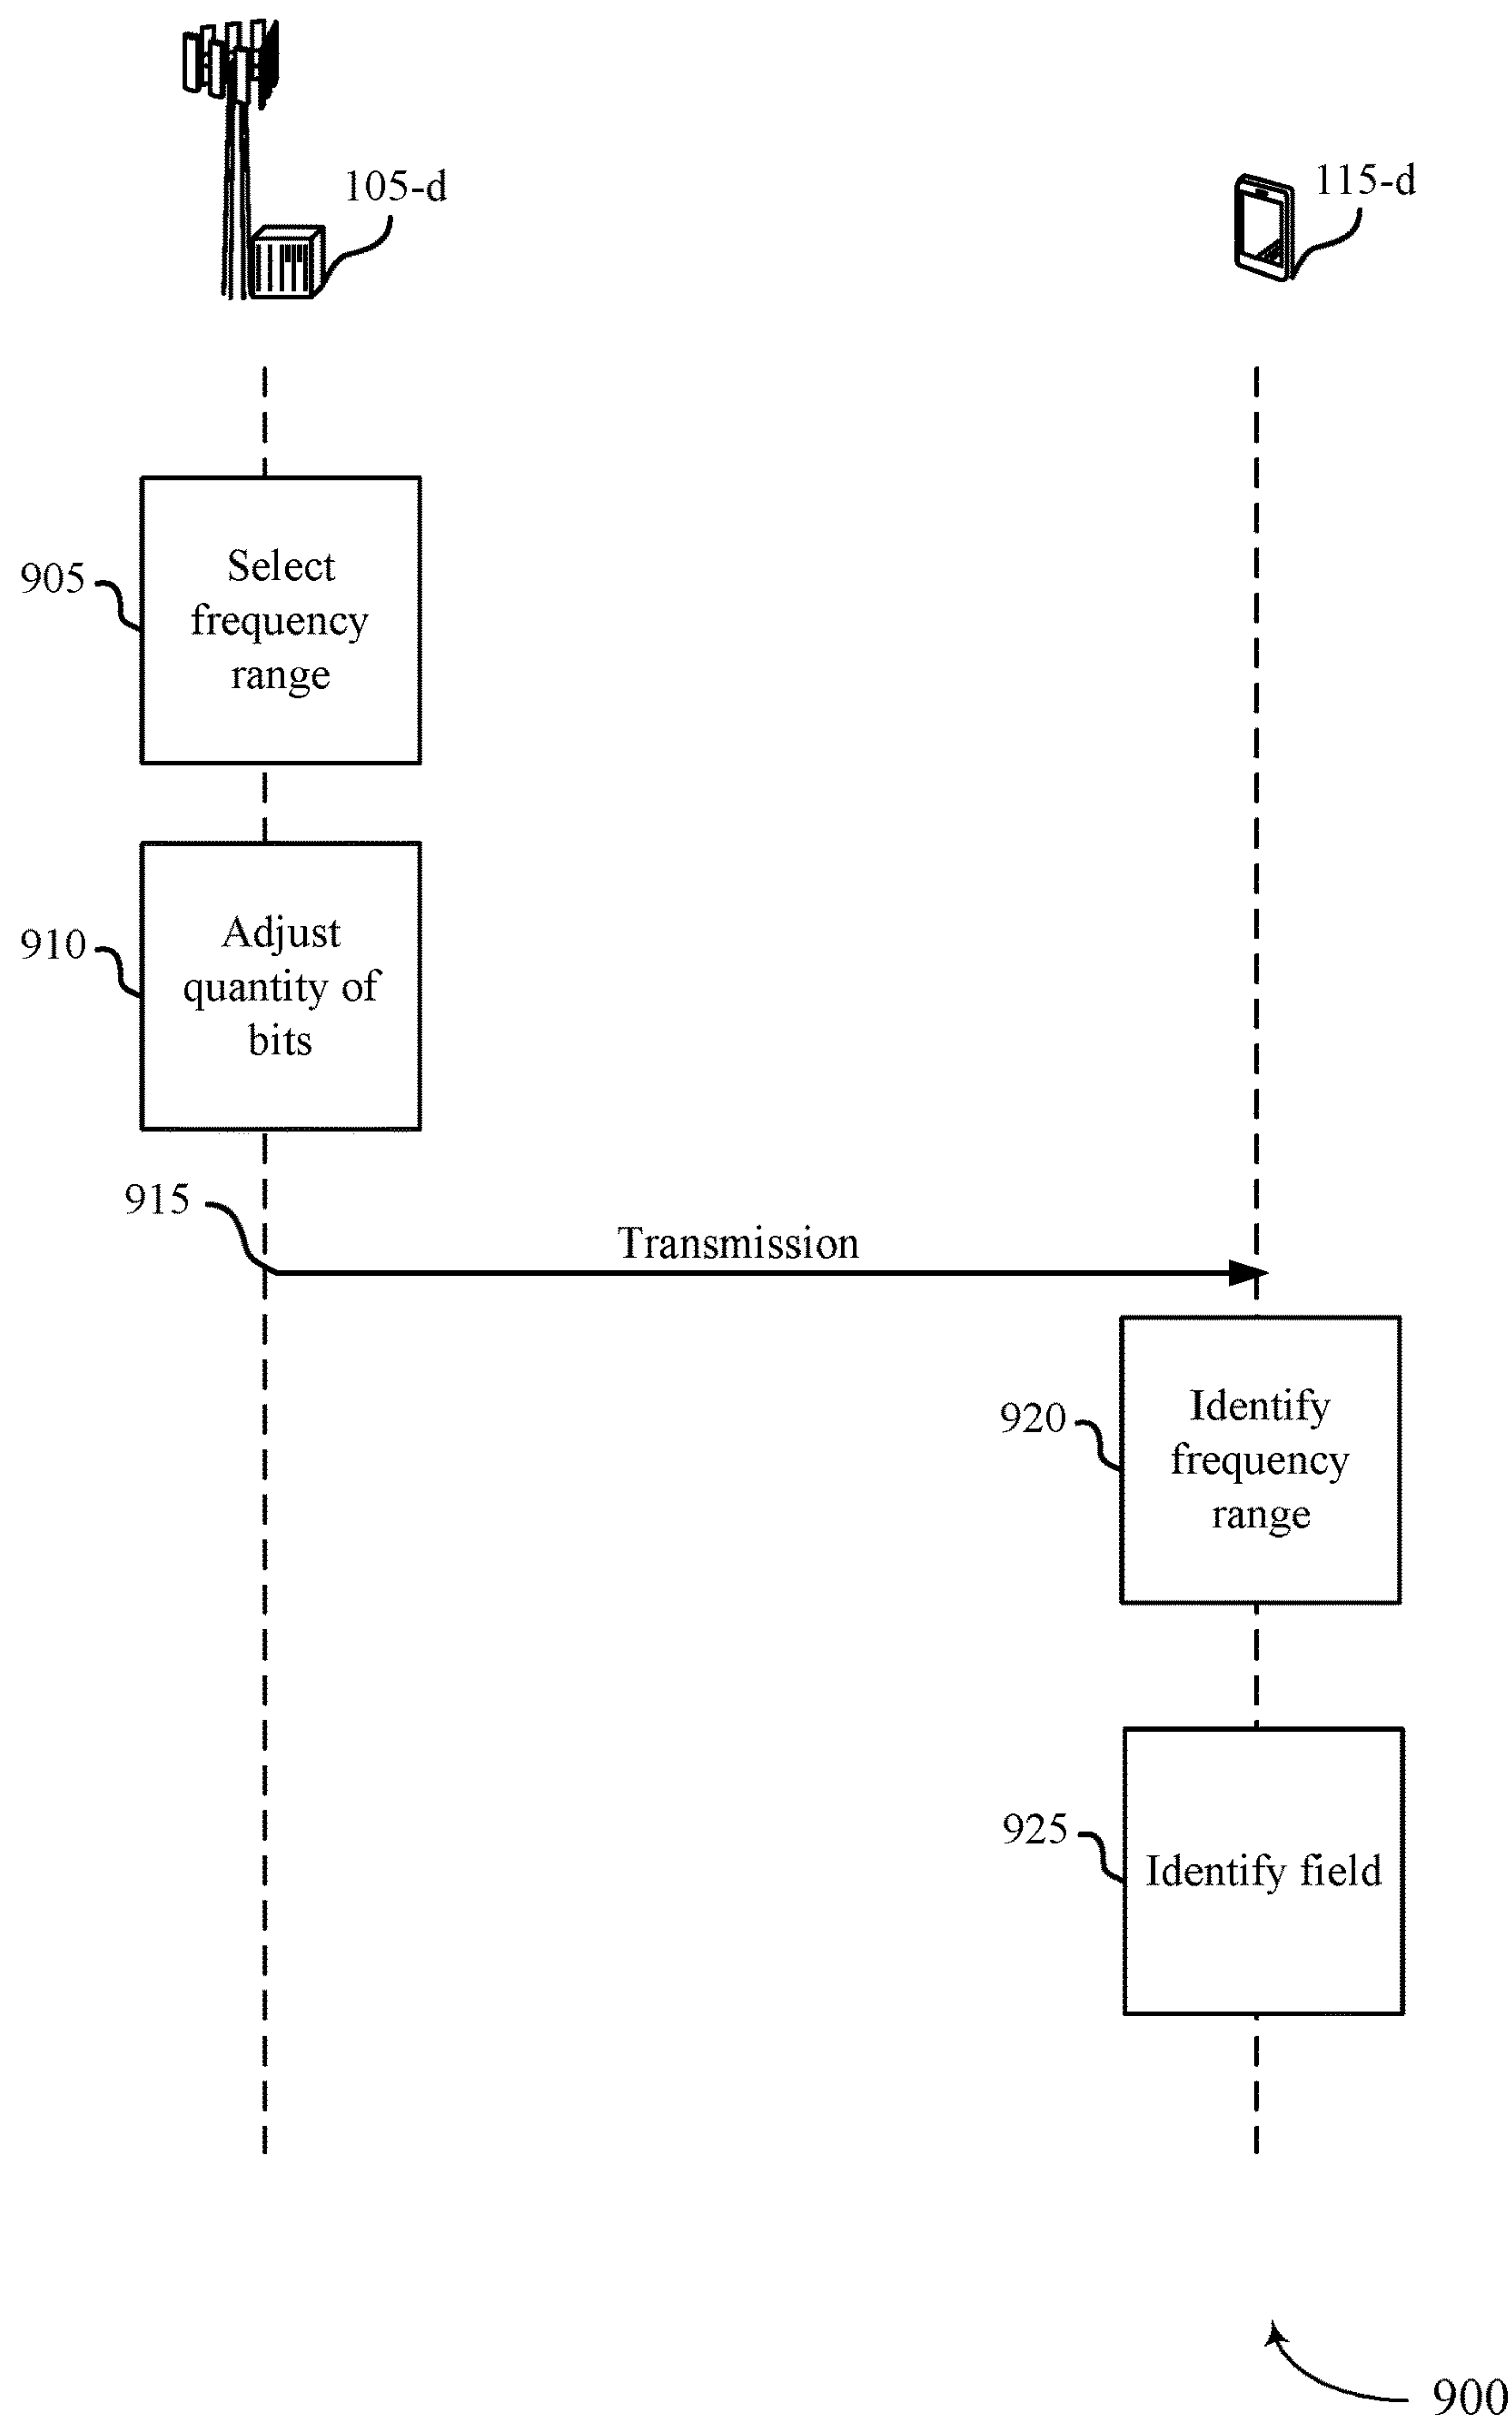 105-d
115-d
905
Select
frequency
range
910
Adjust
quantity of
bits
915
Transmission
920
Identify
frequency
range
925
Identify field
900